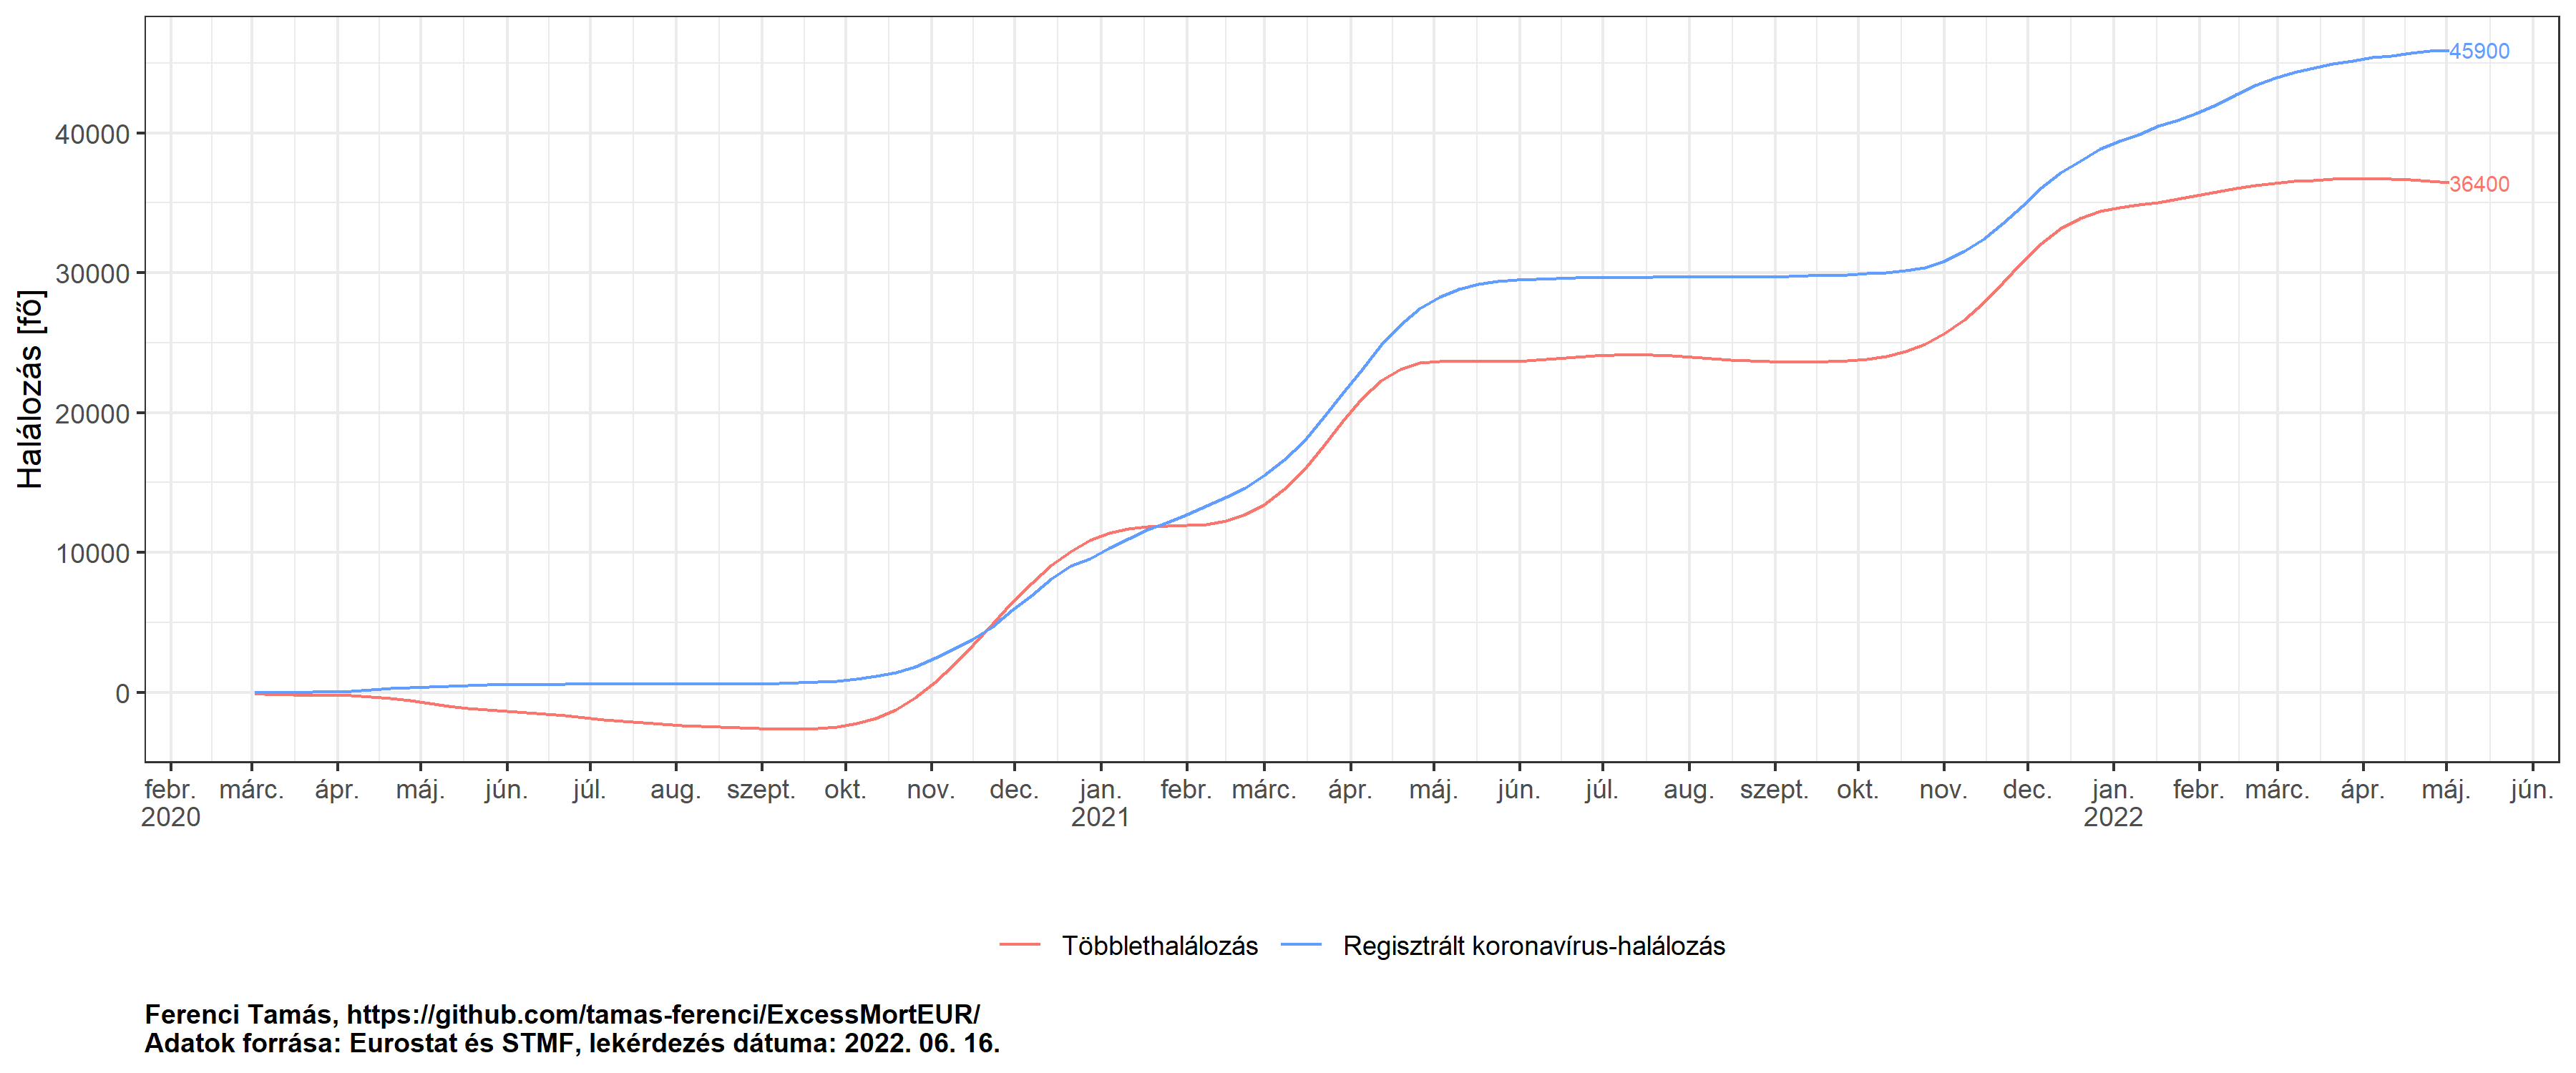 45900
36400
40000
30000
20000
10000
0
Halálozás [fő]
febr. márc. ápr. máj. jún. júl. aug. szept. okt. nov. dec. jan. febr. márc. ápr. máj. jún. júl. aug. szept. okt. nov. dec. jan. febr. márc. ápr. máj. jún.
2020 2021 2022
Többlethalálozás Regisztrált koronavírus-halálozás
Ferenci Tamás, https://github.com/tamas-ferenci/ExcessMortEUR/
Adatok forrása: Eurostat és STMF, lekérdezés dátuma: 2022. 06. 16.